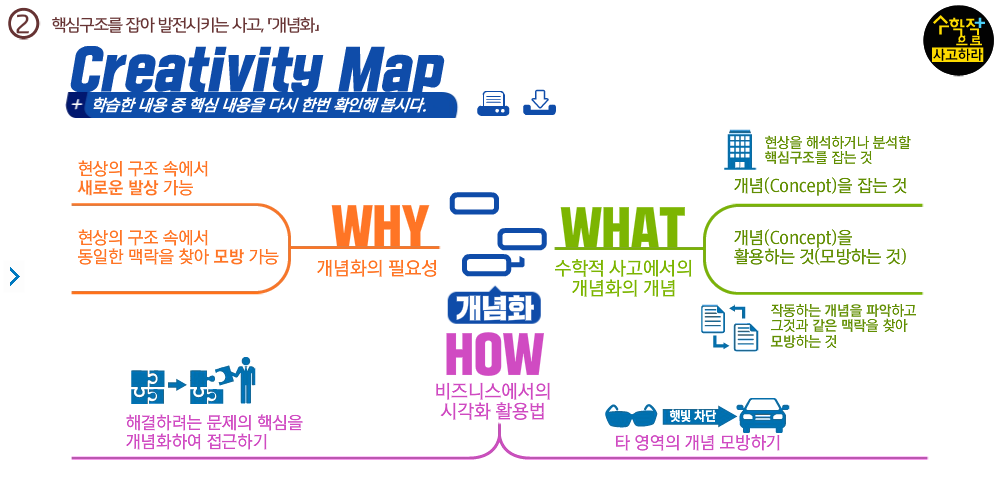 ② 핵심구조를 잡아 발전시키는 사고, 「개념화」
수학적+
으로
사고하라
Creativity Map
+ 학습한 내용 중 핵심 내용을 다시 한번 확인해 봅시다.
현상의 구조 속에서
새로운 발상 가능
현상의 구조 속에서
동일한 맥락을 찾아 모방 가능
WHY
개념화의 필요성
WHAT
수학적 사고에서의
개념화의 개념
현상을 해석하거나 분석할
핵심구조를 잡는 것
개념(Concept)을 잡는 것
개념(Concept)을
활용하는 것(모방하는 것)
작동하는 개념을 파악하고
그것과 같은 맥락을 찾아
모방하는 것
개념화
HOW
비즈니스에서의
시각화 활용법
해결하려는 문제의 핵심을
개념화하여 접근하기
햇빛 차단
타 영역의 개념 모방하기